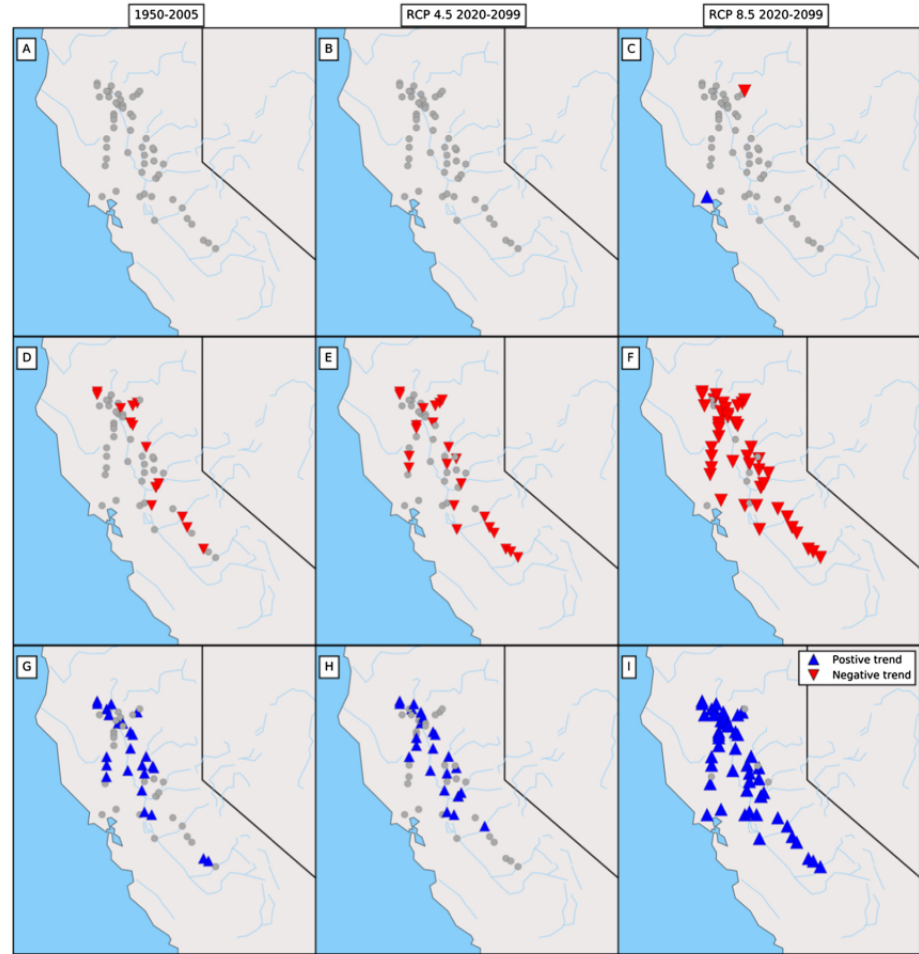 1950-2005
RCP 4.5 2020-2099
RCP 8.5 2020-2099
A
B
C
D
E
F
G
H
I
Postive trend
Negative trend